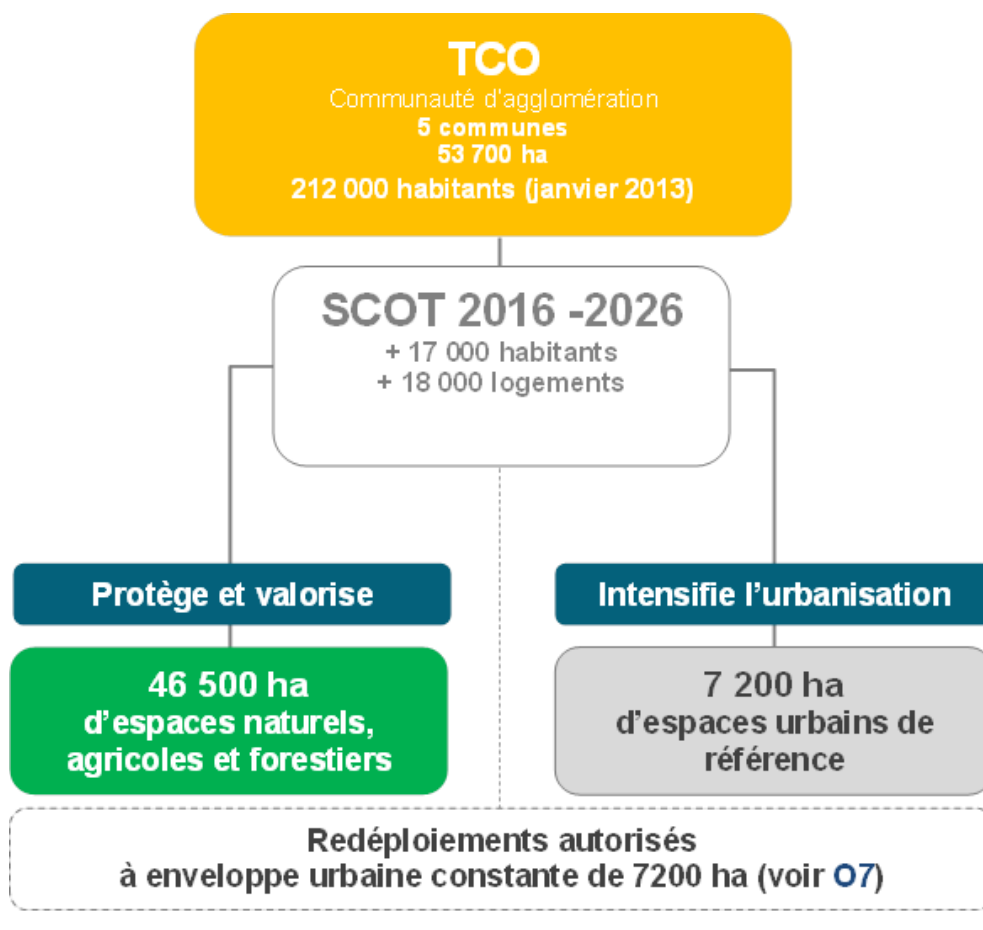 TCO
Communauté d'agglomération
5 communes
53 700 ha
212 000 habitants (janvier 2013)
SCOT 2016 -2026
+ 17 000 habitants
+ 18 000 logements
Protège et valorise
Intensifie l'urbanisation
46 500 ha
d'espaces naturels,
agricoles et forestiers
7 200 ha
d'espaces urbains de
référence
Redéploiements autorisés
à enveloppe urbaine constante de 7200 ha (voir O7)